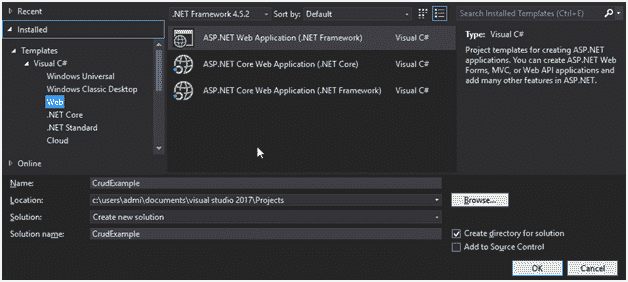 Recent
.NET Framework 4.5.2 Sort by: Default
Search Installed Templates (Ctrl+E)
Installed
Templates
Visual C#
Windows Universal
Windows Classic Desktop
Web
.NET Core
.NET Standard
Cloud
Online
ASP.NET Web Application (.NET Framework) Visual C#
ASP.NET Core Web Application (.NET Core) Visual C#
ASP.NET Core Web Application (.NET Framework) Visual C#
Type: Visual C#
Project templates for creating ASP.NET
applications. You can create ASP.NET Web
Forms, MVC, or Web API applications and
add many other features in ASP.NET.
Name: CrudExample
Location: c:\users\admi\documents\visual studio 2017\Projects
Browse...
Solution: Create new solution
Solution name: CrudExample
Create directory for solution
Add to Source Control
OK Cancel